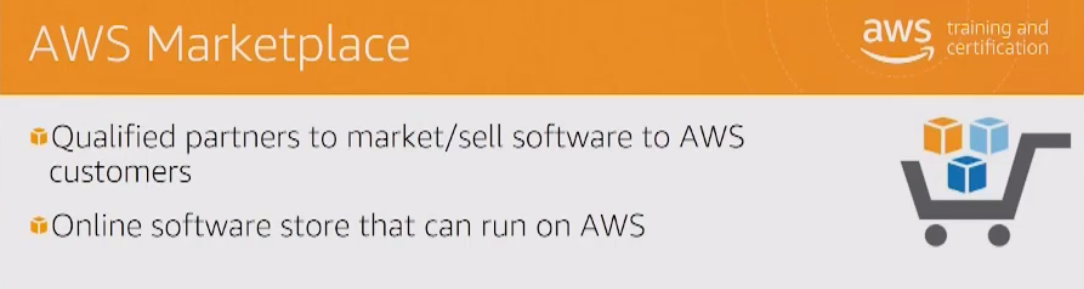 AWS Marketplace
aws training and
certification
Qualified partners to market/sell software to AWS
customers
Online software store that can run on AWS